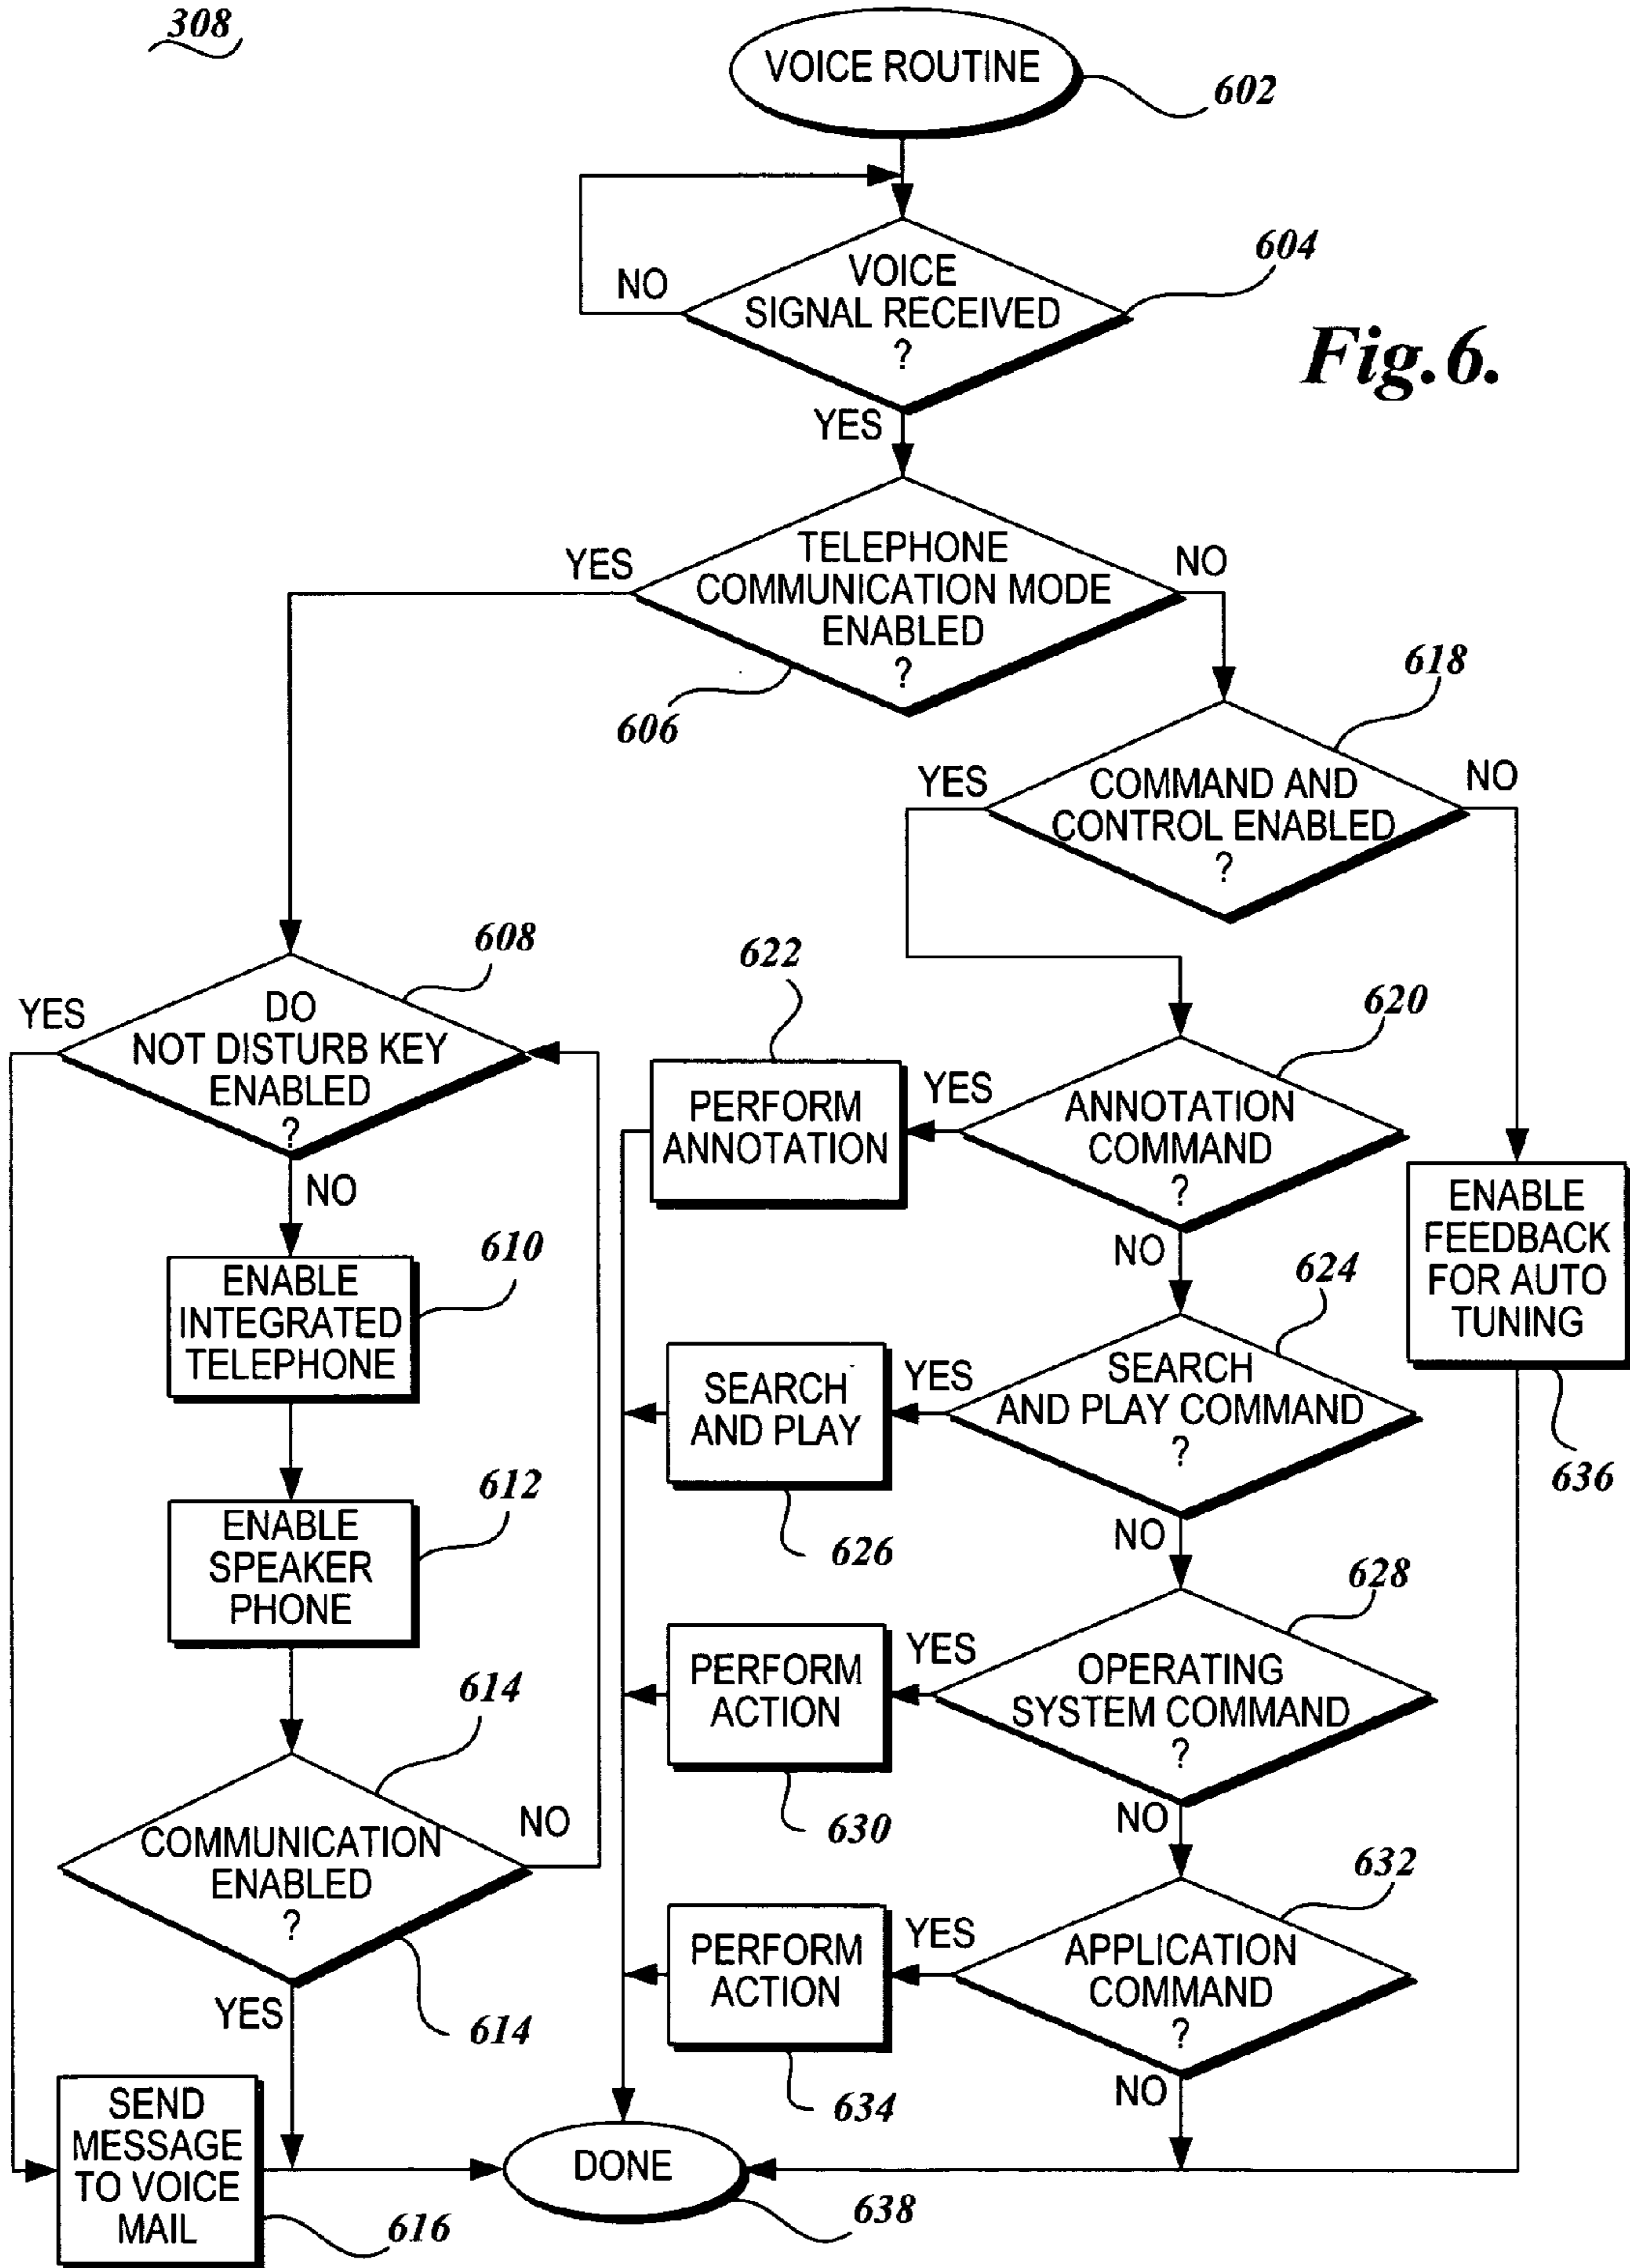 308
VOICE ROUTINE
602
VOICE
SIGNAL RECEIVED
?
604
NO
Fig. 6.
YES
TELEPHONE
COMMUNICATION MODE
ENABLED
?
YES
NO
606
618
COMMAND AND
CONTROL ENABLED
?
YES
NO
608
DO
NOT DISTURB KEY
ENABLED
?
YES
NO
622
PERFORM
ANNOTATION
YES
620
ANNOTATION
COMMAND
?
NO
ENABLE
FEEDBACK
FOR AUTO
TUNING
636
610
ENABLE
INTEGRATED
TELEPHONE
624
SEARCH
AND PLAY
YES
SEARCH
AND PLAY COMMAND
?
626
NO
612
ENABLE
SPEAKER
PHONE
628
PERFORM
ACTION
YES
OPERATING
SYSTEM COMMAND
?
630
NO
614
COMMUNICATION
ENABLED
?
NO
YES
614
632
PERFORM
ACTION
YES
APPLICATION
COMMAND
?
634
NO
SEND
MESSAGE
TO VOICE
MAIL
616
DONE
638